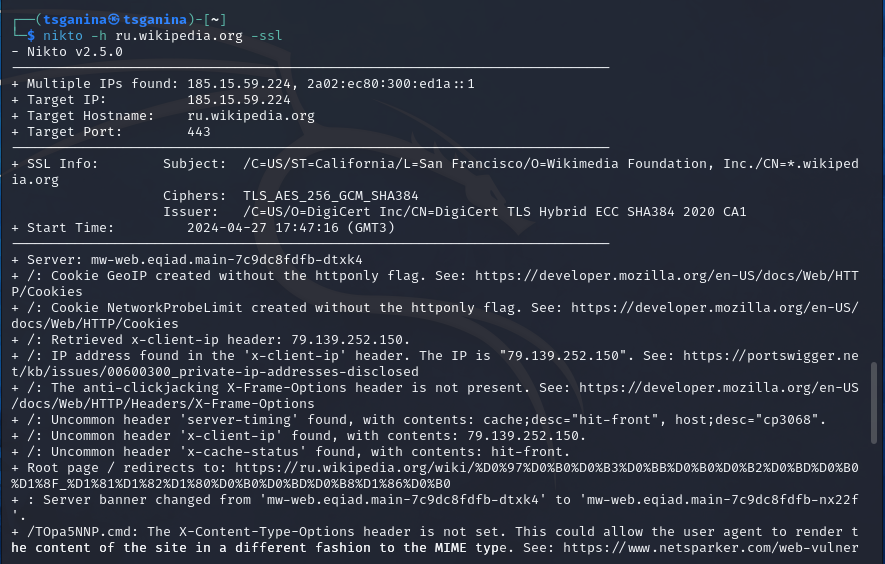 ┌──(tsganina㉿tsganina)-[~]
└─$ nikto -h ru.wikipedia.org -ssl
- Nikto v2.5.0
+ Multiple IPs found: 185.15.59.224, 2a02:ec80:300:ed1a::1
+ Target IP:          185.15.59.224
+ Target Hostname:    ru.wikipedia.org
+ Target Port:        443
+ SSL Info:        Subject:  /C=US/ST=California/L=San Francisco/O=Wikimedia Foundation, Inc./CN=*.wikiped
ia.org
                   Ciphers:  TLS_AES_256_GCM_SHA384
                   Issuer:   /C=US/O=DigiCert Inc/CN=DigiCert TLS Hybrid ECC SHA384 2020 CA1
+ Start Time:         2024-04-27 17:47:16 (GMT3)
+ Server: mw-web.eqiad.main-7c9dc8fdfb-dtxk4
+ /: Cookie GeoIP created without the httponly flag. See: https://developer.mozilla.org/en-US/docs/Web/HTT
P/Cookies
+ /: Cookie NetworkProbeLimit created without the httponly flag. See: https://developer.mozilla.org/en-US/
docs/Web/HTTP/Cookies
+ /: Retrieved x-client-ip header: 79.139.252.150.
+ /: IP address found in the 'x-client-ip' header. The IP is "79.139.252.150". See: https://portswigger.ne
t/kb/issues/00600300_private-ip-addresses-disclosed
+ /: The anti-clickjacking X-Frame-Options header is not present. See: https://developer.mozilla.org/en-US
/docs/Web/HTTP/Headers/X-Frame-Options
+ /: Uncommon header 'server-timing' found, with contents: cache;desc="hit-front", host;desc="cp3068".
+ /: Uncommon header 'x-client-ip' found, with contents: 79.139.252.150.
+ /: Uncommon header 'x-cache-status' found, with contents: hit-front.
+ Root page / redirects to: https://ru.wikipedia.org/wiki/%D0%97%D0%B0%D0%B3%D0%BB%D0%B0%D0%B2%D0%BD%D0%B0
%D1%8F_%D1%81%D1%82%D1%80%D0%B0%D0%BD%D0%B8%D1%86%D0%B0
+ : Server banner changed from 'mw-web.eqiad.main-7c9dc8fdfb-dtxk4' to 'mw-web.eqiad.main-7c9dc8fdfb-nx22f
'.
+ /TOpa5NNP.cmd: The X-Content-Type-Options header is not set. This could allow the user agent to render t
he content of the site in a different fashion to the MIME type. See: https://www.netsparker.com/web-vulner